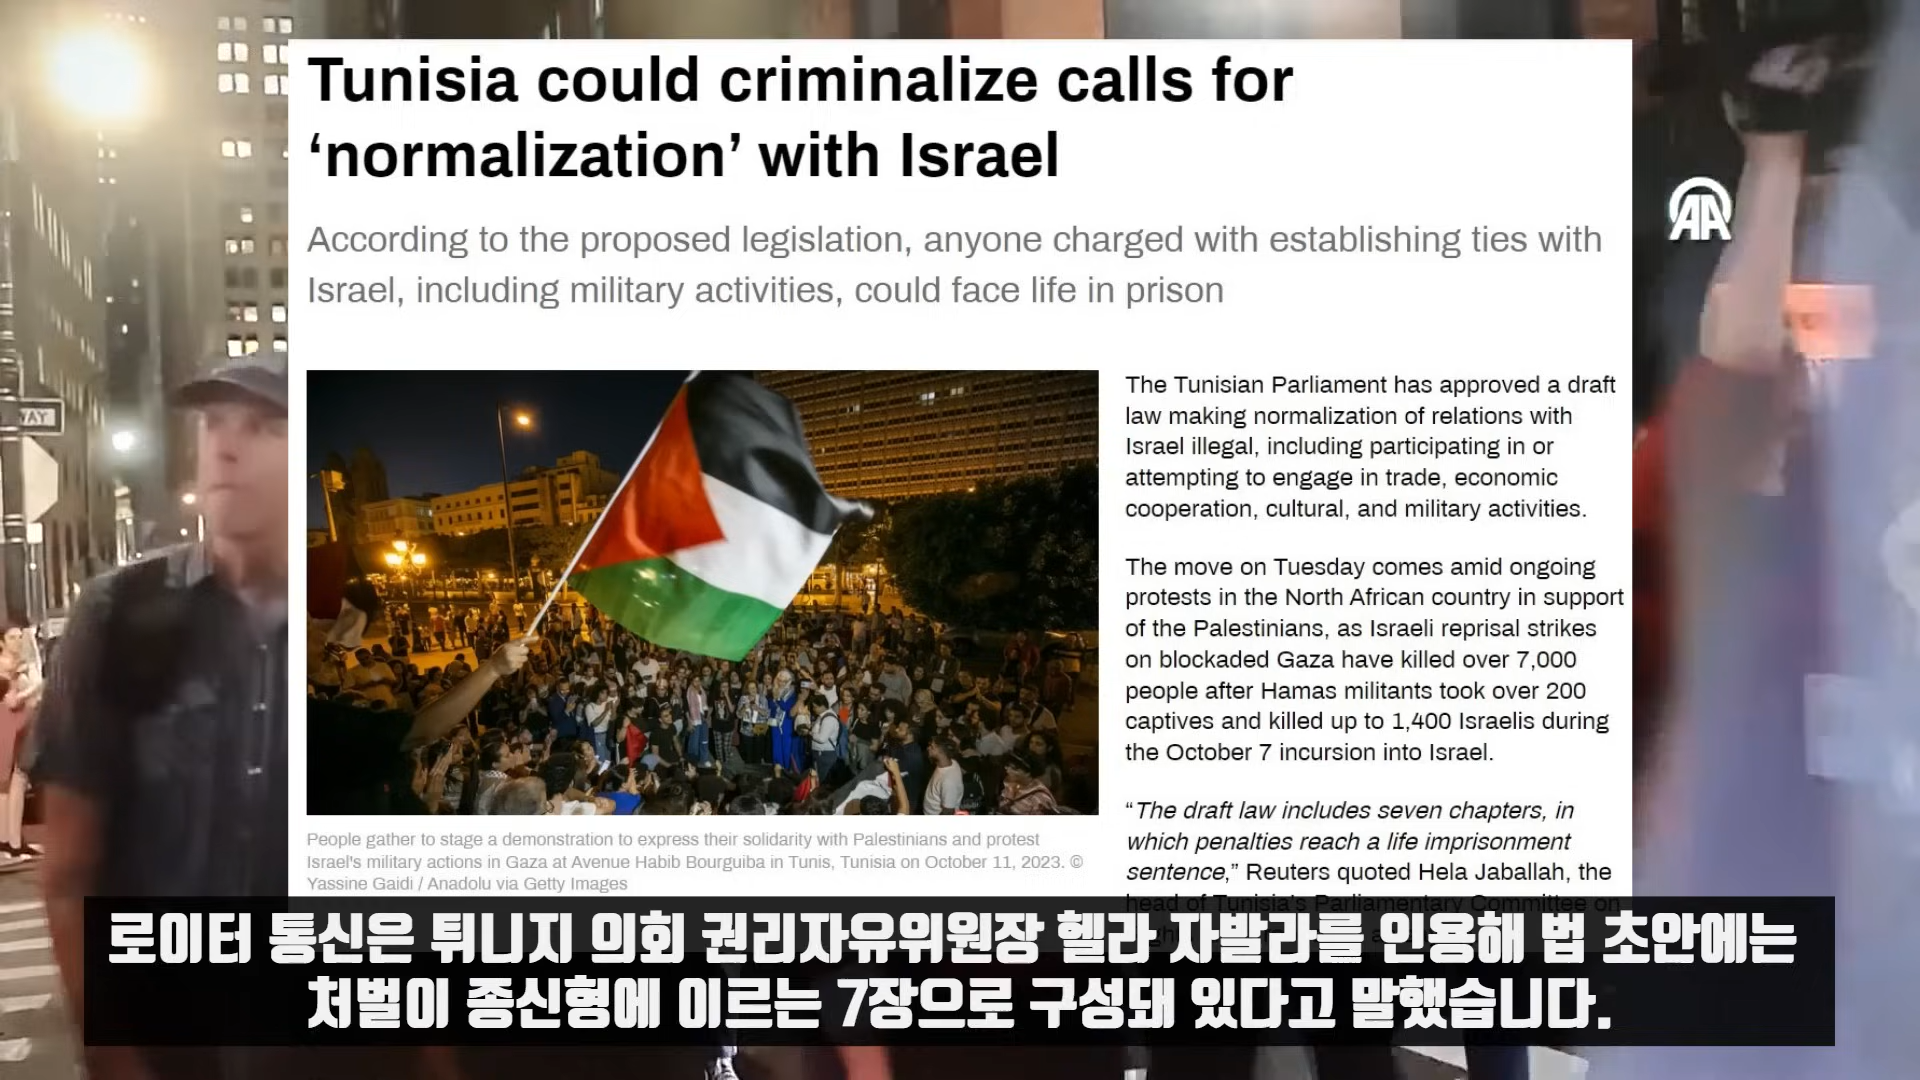 Tunisia could criminalize calls for
‘normalization’ with Israel
According to the proposed legislation, anyone charged with establishing ties with
Israel, including military activities, could face life in prison
The Tunisian Parliament has approved a draft
law making normalization of relations with
Israel illegal, including participating in or
attempting to engage in trade, economic
cooperation, cultural, and military activities.
The move on Tuesday comes amid ongoing
protests in the North African country in support
of the Palestinians, as Israeli reprisal strikes
on blockaded Gaza have killed over 7,000
people after Hamas militants took over 200
captives and killed up to 1,400 Israelis during
the October 7 incursion into Israel.
“The draft law includes seven chapters, in
which penalties reach a life imprisonment
sentence,” Reuters quoted Hela Jaballah, the
head of Tunisia's Parliamentary Committee on
People gather to stage a demonstration to express their solidarity with Palestinians and protest
Israel's military actions in Gaza at Avenue Habib Bourguiba in Tunis, Tunisia on October 11, 2023. ©
Yassine Gaidi / Anadolu via Getty Images
로이터 통신은 튀니지 의회 권리자유위원장 헬라 자발라를 인용해 법 초안에는
처벌이 종신형에 이르는 7장으로 구성돼 있다고 말했습니다.
AA
WAY